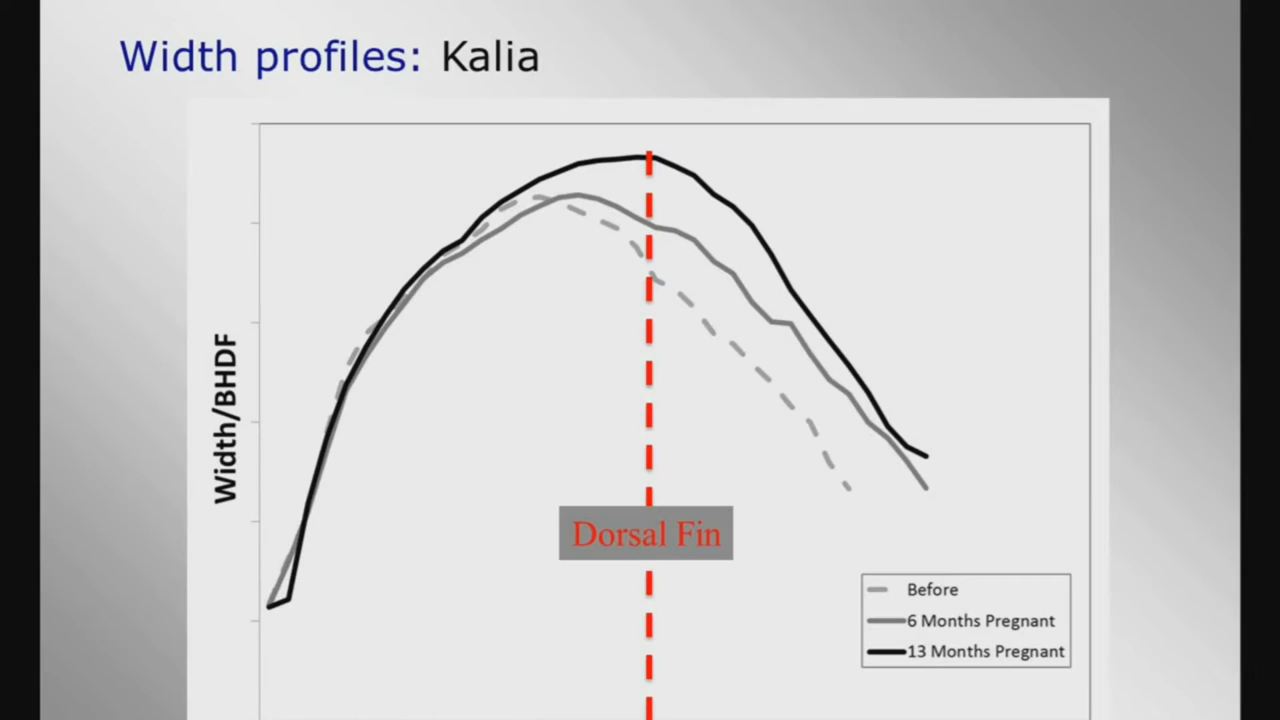 Width profiles: Kalia
Width/BHDF
Dorsal Fin
Before
6 Months Pregnant
13 Months Pregnant